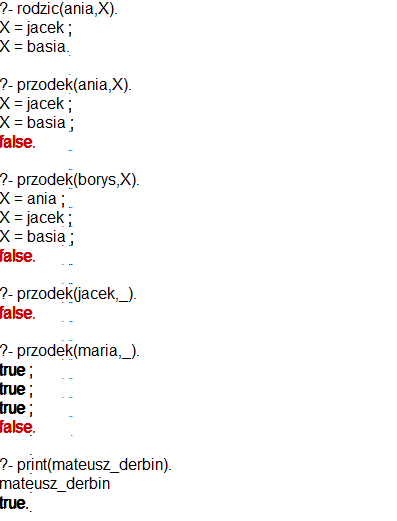 ?- rodzic(ania,X).
X = jacek ;
X = basia.
?- przodek(ania,X).
X = jacek ;
X = basia ;
false.
?- przodek(borys,X).
X = ania ;
X = jacek ;
X = basia ;
false.
?- przodek(jacek,_).
false.
?- przodek(maria,_).
true ;
true ;
true ;
false.
?- print(mateusz_derbin).
mateusz_derbin
true.